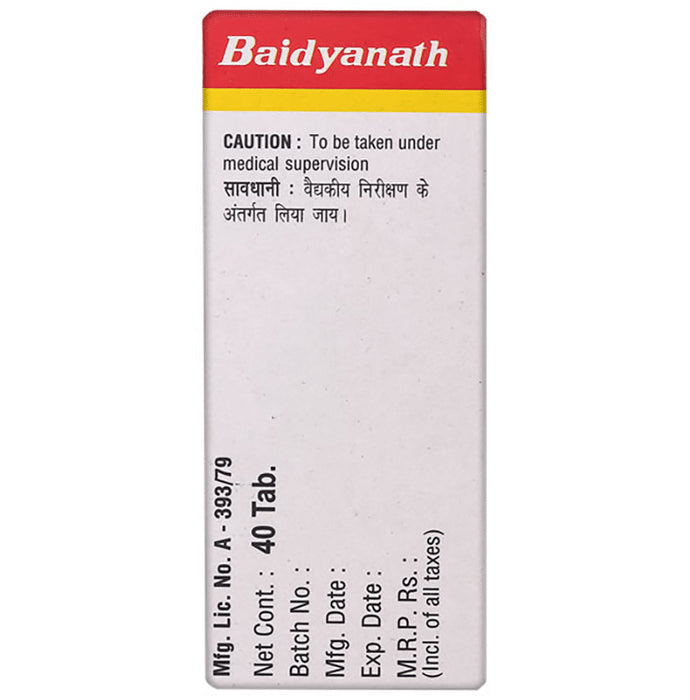 Baidyanath
CAUTION : To be taken under
medical supervision
सावधानी : वैद्यकीय निरीक्षण के
अंतर्गत लिया जाय।
Mfg. Lic. No. A - 393/79
Net Cont. : 40 Tab.
Batch No. :
Mfg. Date :
Exp. Date :
M.R.P. Rs. :
(Incl. of all taxes)